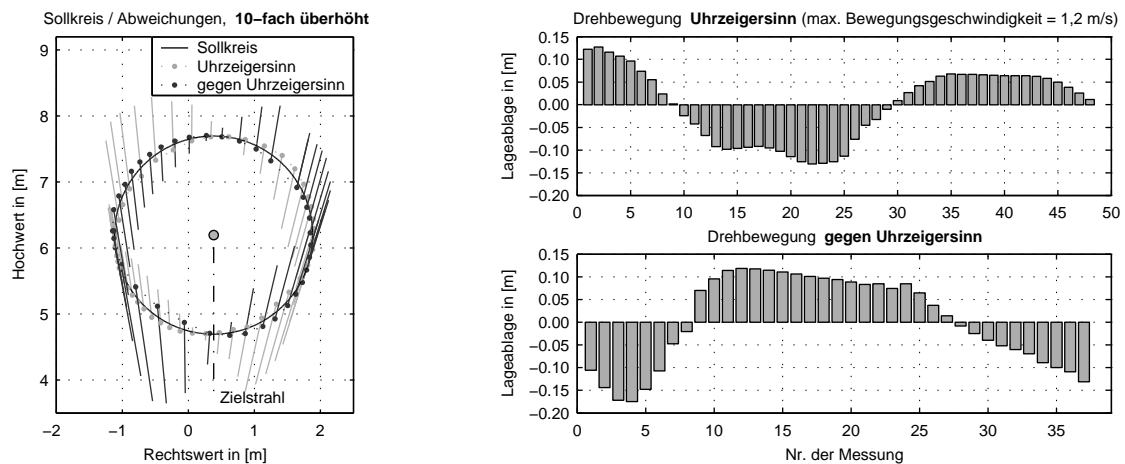 Sollkreis / Abweichungen, 10−fach überhöht
9
8
7
6
5
4
−2 −1 0 1 2
Hochwert in [m]
Rechtswert in [m]
Sollkreis
Uhrzeigersinn
gegen Uhrzeigersinn
Zielstrahl
Drehbewegung Uhrzeigersinn (max. Bewegungsgeschwindigkeit = 1,2 m/s)
0.15
0.10
0.05
0.00
−0.05
−0.10
−0.15
−0.20
0 5 10 15 20 25 30 35 40 45 50
Lageablage in [m]
Drehbewegung gegen Uhrzeigersinn
0.15
0.10
0.05
0.00
−0.05
−0.10
−0.15
−0.20
0 5 10 15 20 25 30 35
Lageablage in [m]
Nr. der Messung